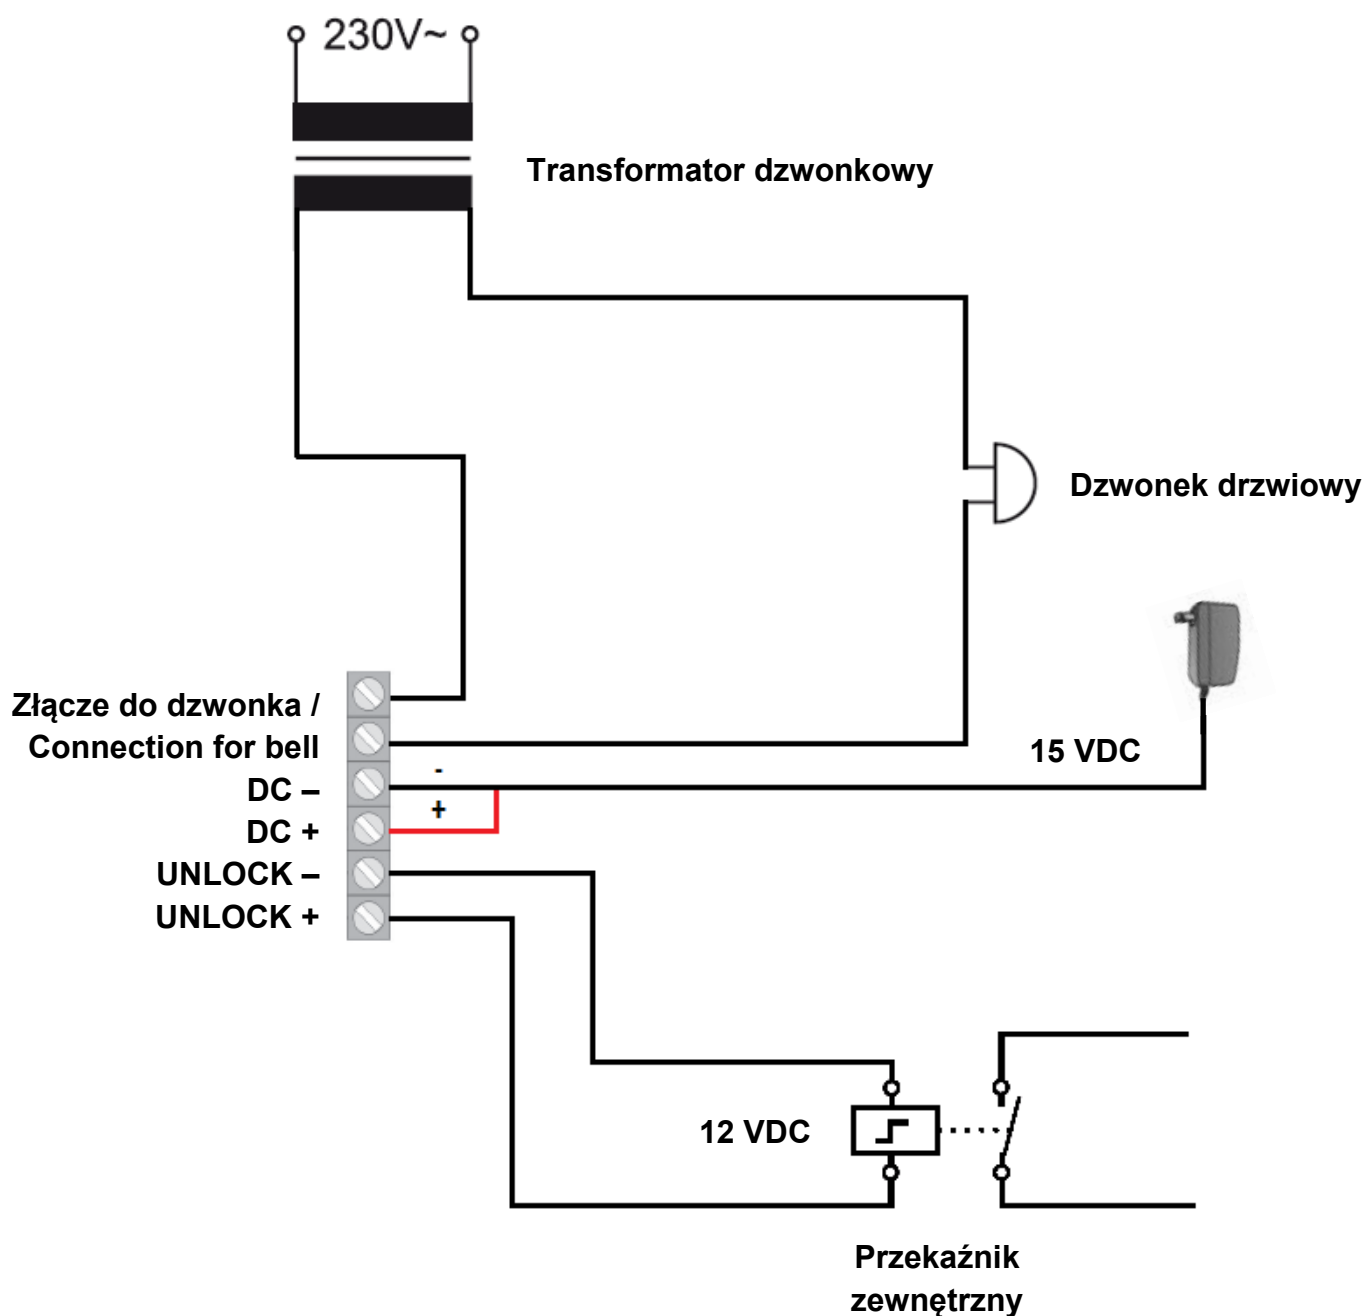 230V~
Transformator dzwonkowy
Dzwonek drzwiowy
Złącze do dzwonka /
Connection for bell
15 VDC
-
DC –
+
DC +
UNLOCK –
UNLOCK +
12 VDC
Przekaźnik
zewnętrzny